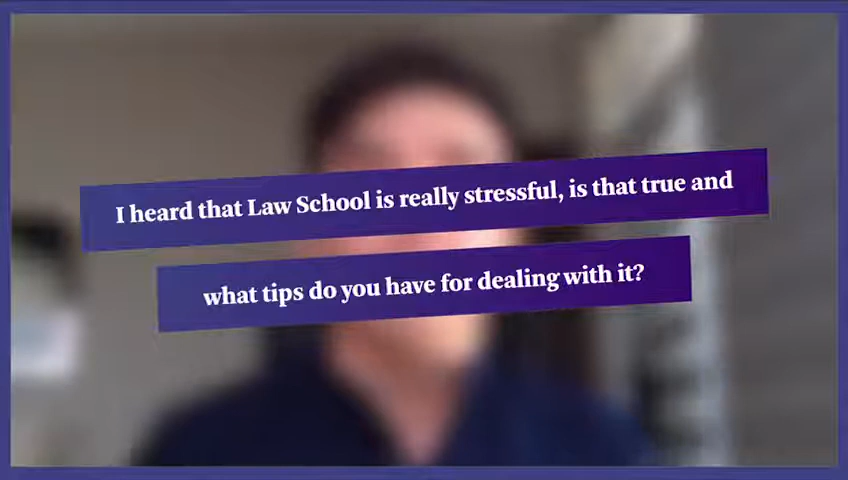 I heard that Law School is really stressful, is that true and
what tips do you have for dealing with it?